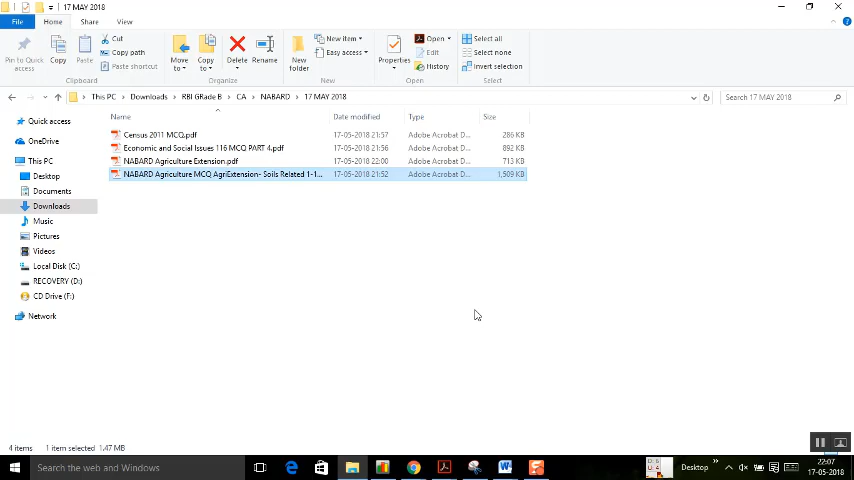 17 MAY 2018
File Home Share View
Pin to Quick access
Copy
Paste
Cut
Copy path
Paste shortcut
Move to
Copy to
Delete
Rename
New folder
New item
Easy access
Properties
Open
Edit
History
Select all
Select none
Invert selection
Clipboard Organize New Open Select
This PC Downloads RBI GRade B CA NABARD 17 MAY 2018
Search 17 MAY 2018
Name Date modified Type Size
Census 2011 MCQ.pdf 17-05-2018 21:57 Adobe Acrobat D... 286 KB
Economic and Social Issues 116 MCQ PART 4.pdf 17-05-2018 21:56 Adobe Acrobat D... 892 KB
NABARD Agriculture Extension.pdf 17-05-2018 22:00 Adobe Acrobat D... 713 KB
NABARD Agriculture MCQ AgriExtension- Soils Related 1-1... 17-05-2018 21:52 Adobe Acrobat D... 1,509 KB
Quick access
OneDrive
This PC
Desktop
Documents
Downloads
Music
Pictures
Videos
Local Disk (C:)
RECOVERY (D:)
CD Drive (F:)
Network
4 items 1 item selected 1.47 MB
Search the web and Windows
Desktop
22:07
17-05-2018